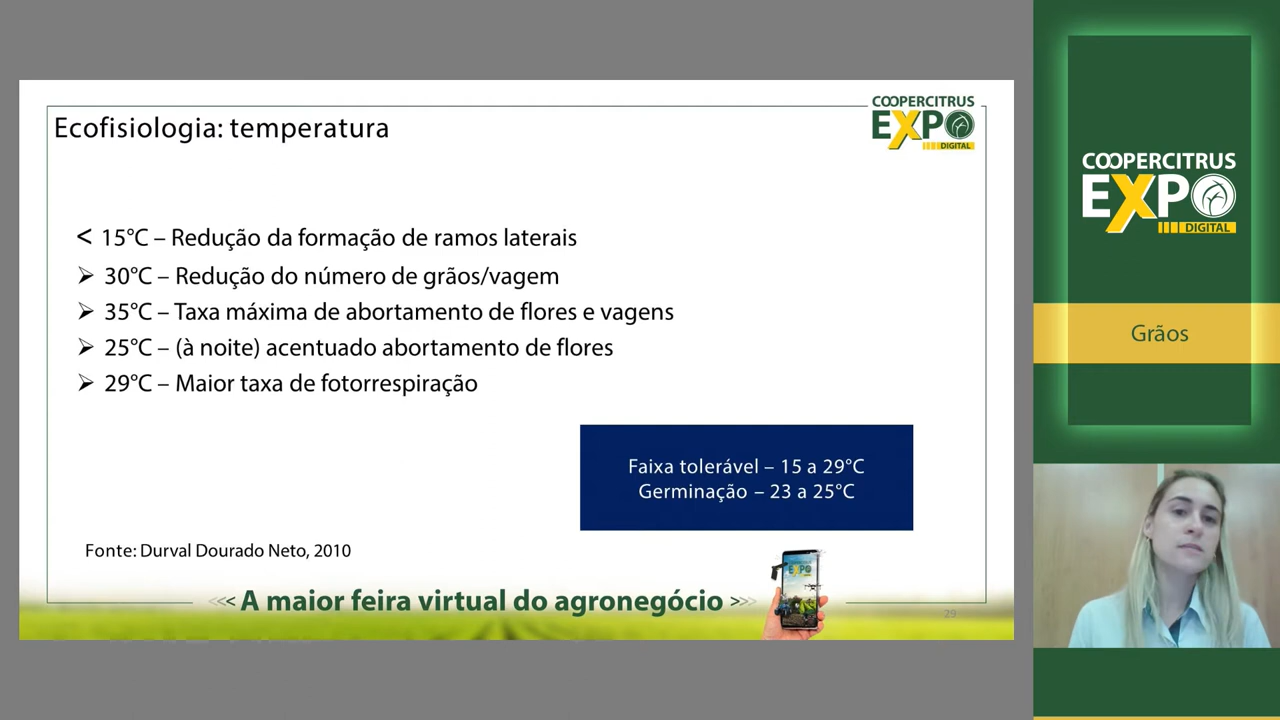 Ecofisiologia: temperatura
COOPERCITRUS
EXPO
DIGITAL
< 15°C – Redução da formação de ramos laterais
➢ 30°C – Redução do número de grãos/vagem
➢ 35°C – Taxa máxima de abortamento de flores e vagens
➢ 25°C – (à noite) acentuado abortamento de flores
➢ 29°C – Maior taxa de fotorrespiração
Faixa tolerável – 15 a 29°C
Germinação – 23 a 25°C
Fonte: Durval Dourado Neto, 2010
<<< A maior feira virtual do agronegócio >>>
EXPO
29
COOPERCITRUS
EXPO
DIGITAL
Grãos